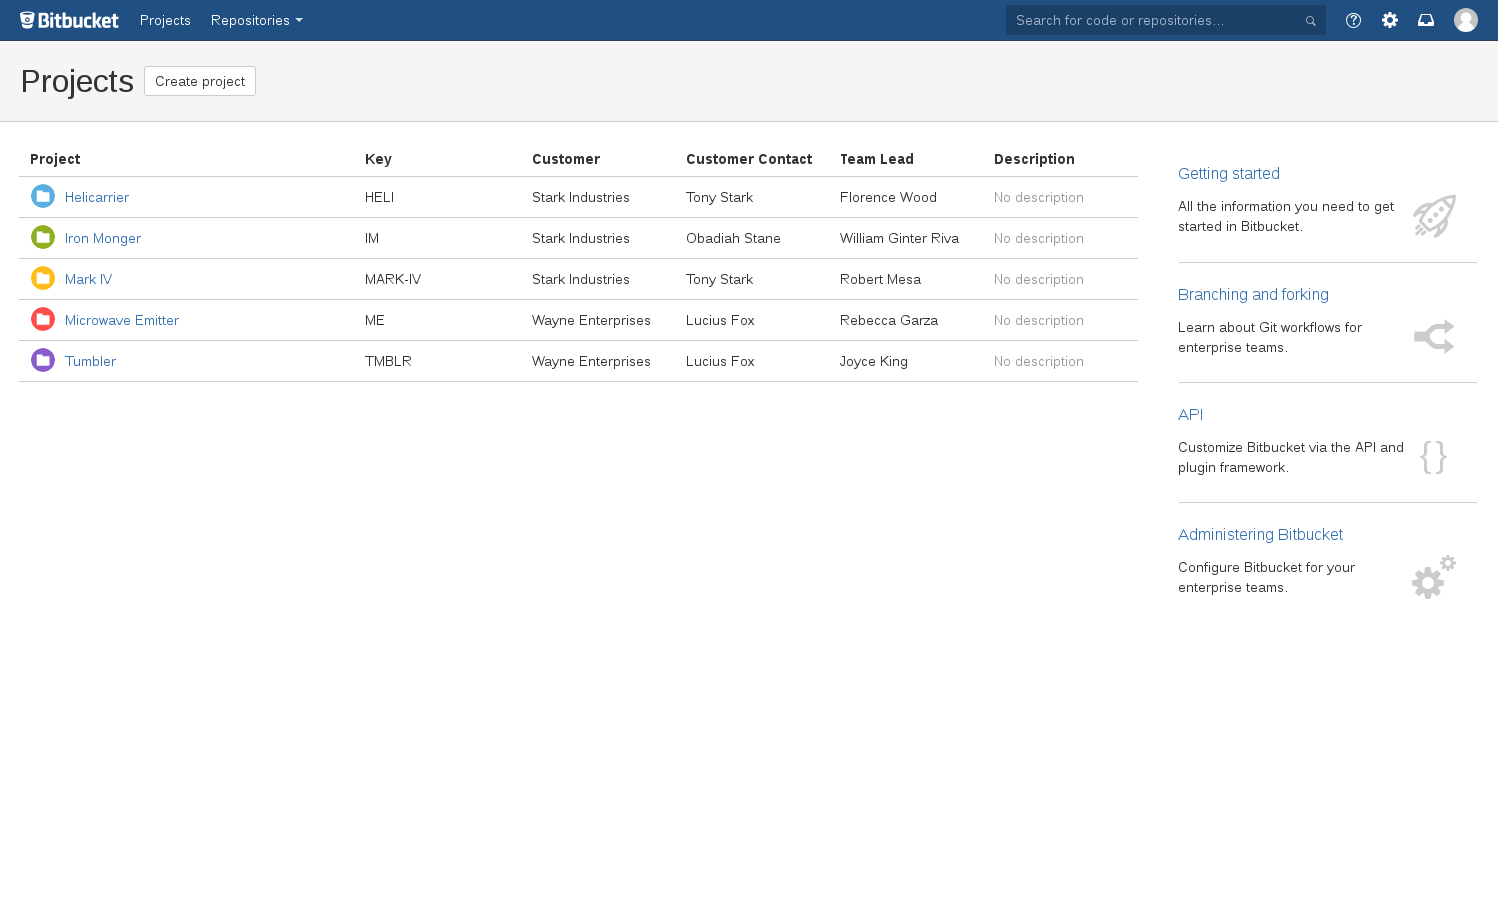 Bitbucket Projects Repositories Search for code or repositories...
Projects Create project
Project Key Customer Customer Contact Team Lead Description
Helicarrier HELI Stark Industries Tony Stark Florence Wood No description
Iron Monger IM Stark Industries Obadiah Stane William Ginter Riva No description
Mark IV MARK-IV Stark Industries Tony Stark Robert Mesa No description
Microwave Emitter ME Wayne Enterprises Lucius Fox Rebecca Garza No description
Tumbler TMBLR Wayne Enterprises Lucius Fox Joyce King No description
Getting started
All the information you need to get
started in Bitbucket.
Branching and forking
Learn about Git workflows for
enterprise teams.
API
Customize Bitbucket via the API and
plugin framework.
Administering Bitbucket
Configure Bitbucket for your
enterprise teams.